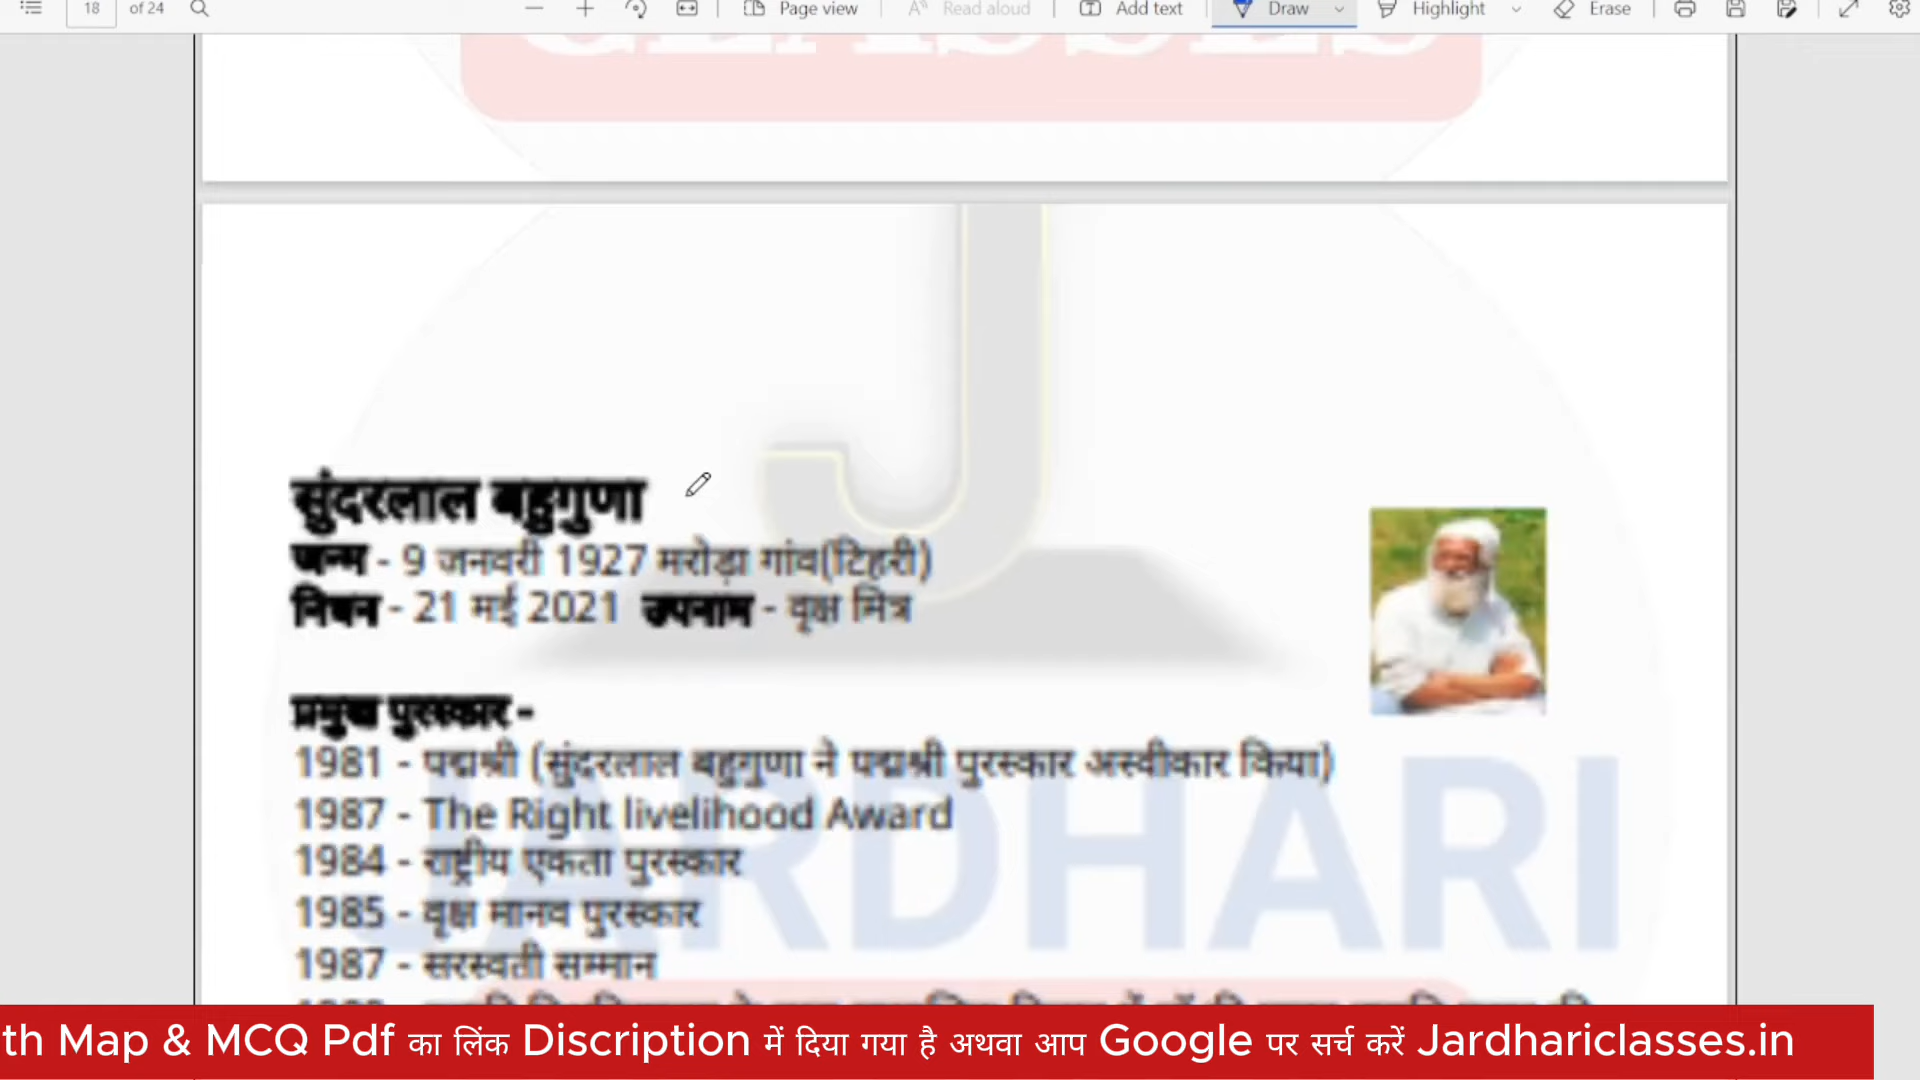 18 of 24 Page view Read aloud Add text Draw Highlight Erase
CLASSES
सुंदरलाल बहुगुणा
जन्म - 9 जनवरी 1927 मरोड़ा गांव(टिहरी)
निधन - 21 मई 2021 उपनाम - वृक्ष मित्र
प्रमुख पुरस्कार -
1981 - पद्मश्री (सुंदरलाल बहुगुणा ने पद्मश्री पुरस्कार अस्वीकार किया)
1987 - The Right livelihood Award
1984 - राष्ट्रीय एकता पुरस्कार
1985 - वृक्ष मानव पुरस्कार
1987 - सरस्वती सम्मान
JARDHARI
th Map & MCQ Pdf का लिंक Discription में दिया गया है अथवा आप Google पर सर्च करें Jardhariclasses.in